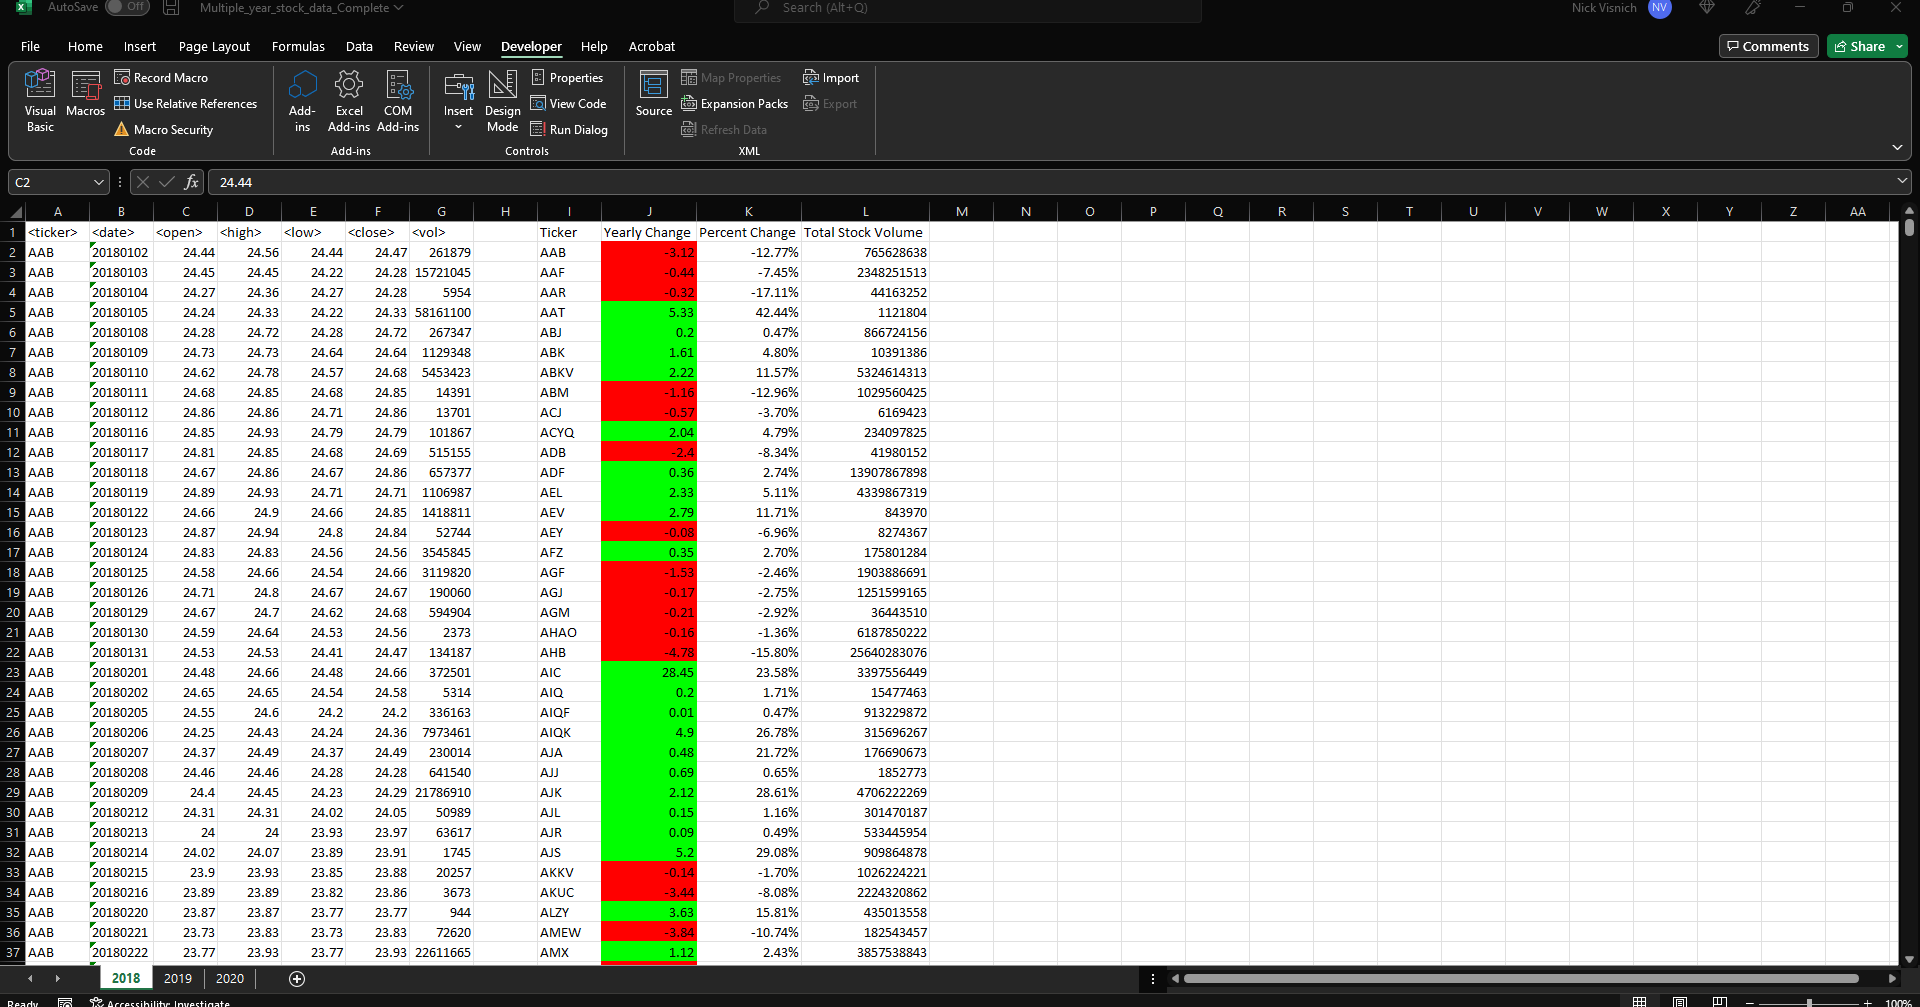 AutoSave Off Multiple_year_stock_data_Complete Search (Alt+Q) Nick Visnich NV
File Home Insert Page Layout Formulas Data Review View Developer Help Acrobat Comments Share
Visual Basic Macros Record Macro Use Relative References Macro Security Code
Add-ins Excel Add-ins COM Add-ins Add-ins
Insert Design Mode Properties View Code Run Dialog Controls
Source Map Properties Expansion Packs Refresh Data Import Export XML
C2 fx 24.44
A B C D E F G H I J K L M N O P Q R S T U V W X Y Z AA
1 <ticker> <date> <open> <high> <low> <close> <vol> Ticker Yearly Change Percent Change Total Stock Volume
2 AAB 20180102 24.44 24.56 24.44 24.47 261879 AAB -3.12 -12.77% 765628638
3 AAB 20180103 24.45 24.45 24.22 24.28 15721045 AAF -0.44 -7.45% 2348251513
4 AAB 20180104 24.27 24.36 24.27 24.28 5954 AAR -0.32 -17.11% 44163252
5 AAB 20180105 24.24 24.33 24.22 24.33 58161100 AAT 5.33 42.44% 1121804
6 AAB 20180108 24.28 24.72 24.28 24.72 267347 ABJ 0.2 0.47% 866724156
7 AAB 20180109 24.73 24.73 24.64 24.64 1129348 ABK 1.61 4.80% 10391386
8 AAB 20180110 24.62 24.78 24.57 24.68 5453423 ABKV 2.22 11.57% 5324614313
9 AAB 20180111 24.68 24.85 24.68 24.85 14391 ABM -1.16 -12.96% 1029560425
10 AAB 20180112 24.86 24.86 24.71 24.86 13701 ACJ -0.57 -3.70% 6169423
11 AAB 20180116 24.85 24.93 24.79 24.79 101867 ACYQ 2.04 4.79% 234097825
12 AAB 20180117 24.81 24.85 24.68 24.69 515155 ADB -2.4 -8.34% 41980152
13 AAB 20180118 24.67 24.86 24.67 24.86 657377 ADF 0.36 2.74% 13907867898
14 AAB 20180119 24.89 24.93 24.71 24.71 1106987 AEL 2.33 5.11% 4339867319
15 AAB 20180122 24.66 24.9 24.66 24.85 1418811 AEV 2.79 11.71% 843970
16 AAB 20180123 24.87 24.94 24.8 24.84 52744 AEY -0.08 -6.96% 8274367
17 AAB 20180124 24.83 24.83 24.56 24.56 3545845 AFZ 0.35 2.70% 175801284
18 AAB 20180125 24.58 24.66 24.54 24.66 3119820 AGF -1.53 -2.46% 1903886691
19 AAB 20180126 24.71 24.8 24.67 24.67 190060 AGJ -0.17 -2.75% 1251599165
20 AAB 20180129 24.67 24.7 24.62 24.68 594904 AGM -0.21 -2.92% 36443510
21 AAB 20180130 24.59 24.64 24.53 24.56 2373 AHAO -0.16 -1.36% 6187850222
22 AAB 20180131 24.53 24.53 24.41 24.47 134187 AHB -4.78 -15.80% 25640283076
23 AAB 20180201 24.48 24.66 24.48 24.66 372501 AIC 28.45 23.58% 3397556449
24 AAB 20180202 24.65 24.65 24.54 24.58 5314 AIQ 0.2 1.71% 15477463
25 AAB 20180205 24.55 24.6 24.2 24.2 336163 AIQF 0.01 0.47% 913229872
26 AAB 20180206 24.25 24.43 24.24 24.36 7973461 AIQK 4.9 26.78% 315696267
27 AAB 20180207 24.37 24.49 24.37 24.49 230014 AJA 0.48 21.72% 176690673
28 AAB 20180208 24.46 24.46 24.28 24.28 641540 AJJ 0.69 0.65% 1852773
29 AAB 20180209 24.4 24.45 24.23 24.29 21786910 AJK 2.12 28.61% 4706222269
30 AAB 20180212 24.31 24.31 24.02 24.05 50989 AJL 0.15 1.16% 301470187
31 AAB 20180213 24 24 23.93 23.97 63617 AJR 0.09 0.49% 533445954
32 AAB 20180214 24.02 24.07 23.89 23.91 1745 AJS 5.2 29.08% 909864878
33 AAB 20180215 23.9 23.93 23.85 23.88 20257 AKKV -0.14 -1.70% 1026224221
34 AAB 20180216 23.89 23.89 23.82 23.86 3673 AKUC -3.44 -8.08% 2224320862
35 AAB 20180220 23.87 23.87 23.77 23.77 944 ALZY 3.63 15.81% 435013558
36 AAB 20180221 23.73 23.83 23.73 23.83 72620 AMEW -3.84 -10.74% 182543457
37 AAB 20180222 23.77 23.93 23.77 23.93 22611665 AMX 1.12 2.43% 3857538843
2018 2019 2020
Ready Accessibility: Investigate 100%